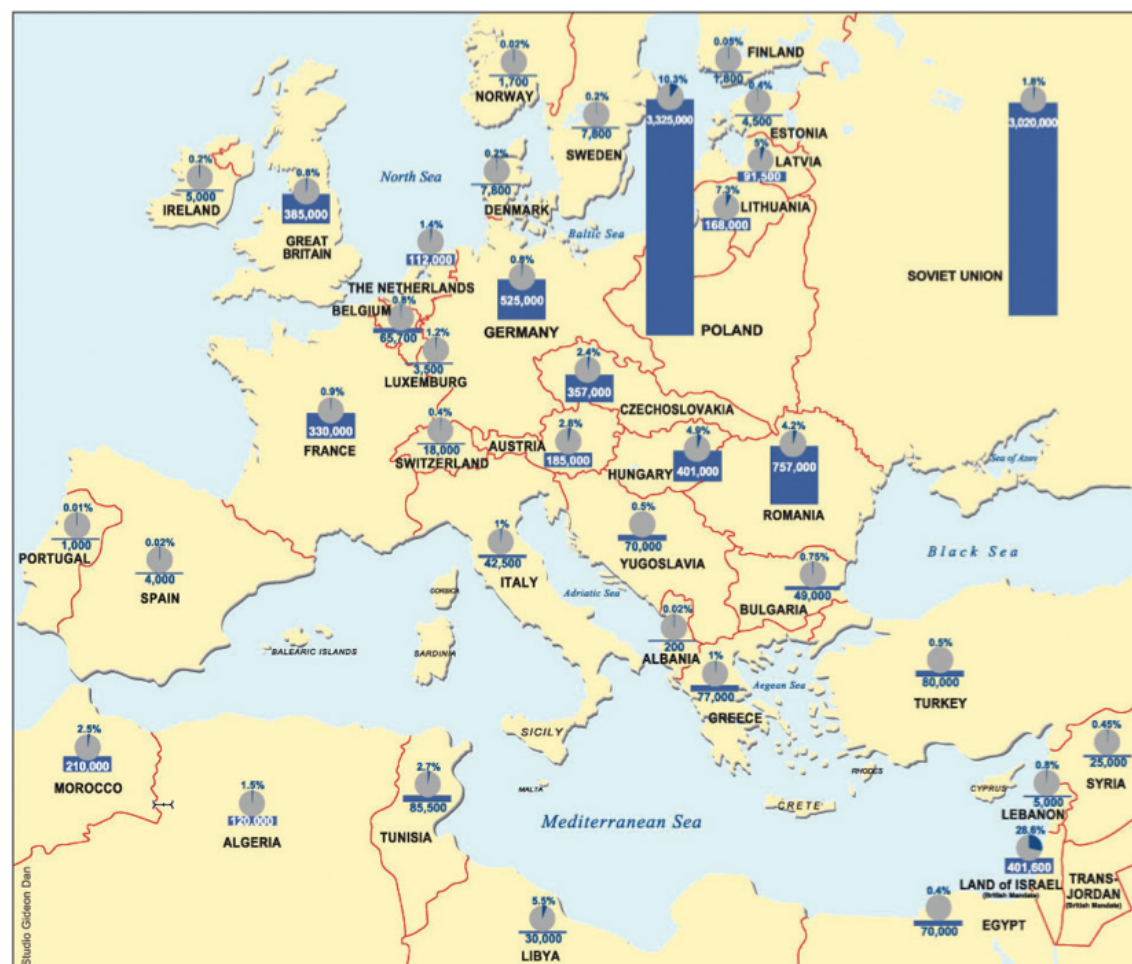 0.02%
1,700
NORWAY
0.05%
FINLAND
1,800
10.3%
3,325,000
0.4%
4,500
ESTONIA
1.8%
3,020,000
0.2%
7,800
SWEDEN
5%
LATVIA
91,500
0.2%
5,000
IRELAND
0.8%
385,000
GREAT
BRITAIN
North Sea
0.2%
7,800
DENMARK
7.3%
LITHUANIA
168,000
Baltic Sea
1.4%
112,000
THE NETHERLANDS
0.8%
525,000
GERMANY
POLAND
SOVIET UNION
BELGIUM
65,700
1.2%
3,500
LUXEMBURG
2.4%
357,000
CZECHOSLOVAKIA
0.9%
330,000
FRANCE
0.4%
18,000
SWITZERLAND
AUSTRIA
2.8%
185,000
4.9%
HUNGARY
401,000
4.2%
757,000
ROMANIA
Sea of Azov
0.01%
1,000
PORTUGAL
0.02%
4,000
SPAIN
1%
42,500
ITALY
0.5%
70,000
YUGOSLAVIA
0.75%
49,000
BULGARIA
Black Sea
CORSICA
Adriatic Sea
BALEARIC ISLANDS
SARDINIA
0.02%
200
ALBANIA
1%
77,000
GREECE
Aegean Sea
0.5%
80,000
TURKEY
SICILY
2.5%
210,000
MOROCCO
1.5%
120,000
ALGERIA
2.7%
85,500
TUNISIA
MALTA
CRETE
RHODES
CYPRUS
0.45%
25,000
SYRIA
0.8%
5,000
LEBANON
Mediterranean Sea
28.6%
401,600
LAND of ISRAEL
(British Mandate)
TRANS-
JORDAN
(British Mandate)
5.5%
30,000
LIBYA
0.4%
70,000
EGYPT
Studio Gideon Dan